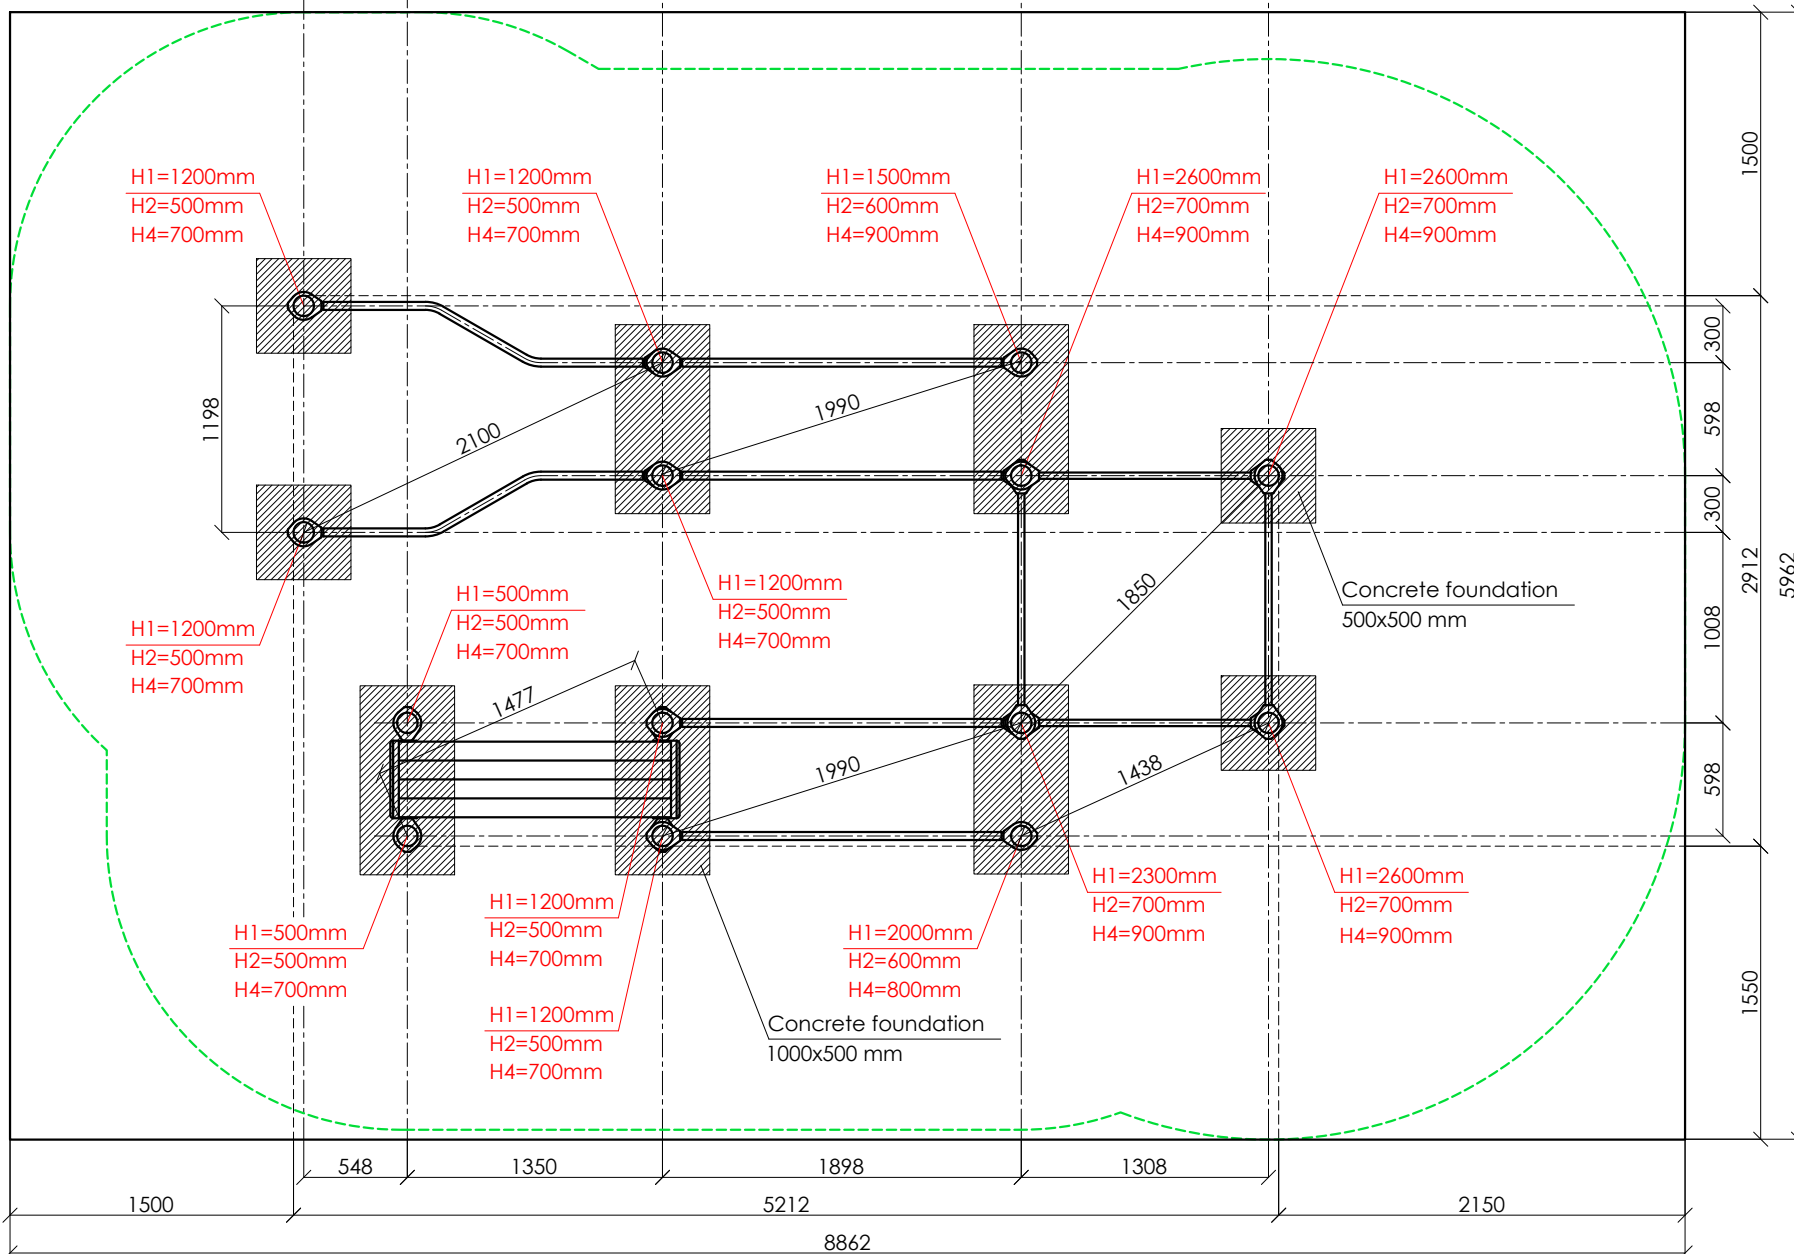 H1=1200mm
H2=500mm
H4=700mm
H1=1200mm
H2=500mm
H4=700mm
H1=1500mm
H2=600mm
H4=900mm
H1=2600mm
H2=700mm
H4=900mm
H1=2600mm
H2=700mm
H4=900mm
1500
300
598
300
1008
598
2912
5962
1550
1198
2100
1990
1850
1477
1990
1438
H1=1200mm
H2=500mm
H4=700mm
H1=500mm
H2=500mm
H4=700mm
H1=1200mm
H2=500mm
H4=700mm
Concrete foundation
500x500 mm
H1=500mm
H2=500mm
H4=700mm
H1=1200mm
H2=500mm
H4=700mm
H1=1200mm
H2=500mm
H4=700mm
Concrete foundation
1000x500 mm
H1=2000mm
H2=600mm
H4=800mm
H1=2300mm
H2=700mm
H4=900mm
H1=2600mm
H2=700mm
H4=900mm
548
1350
1898
1308
1500
5212
2150
8862